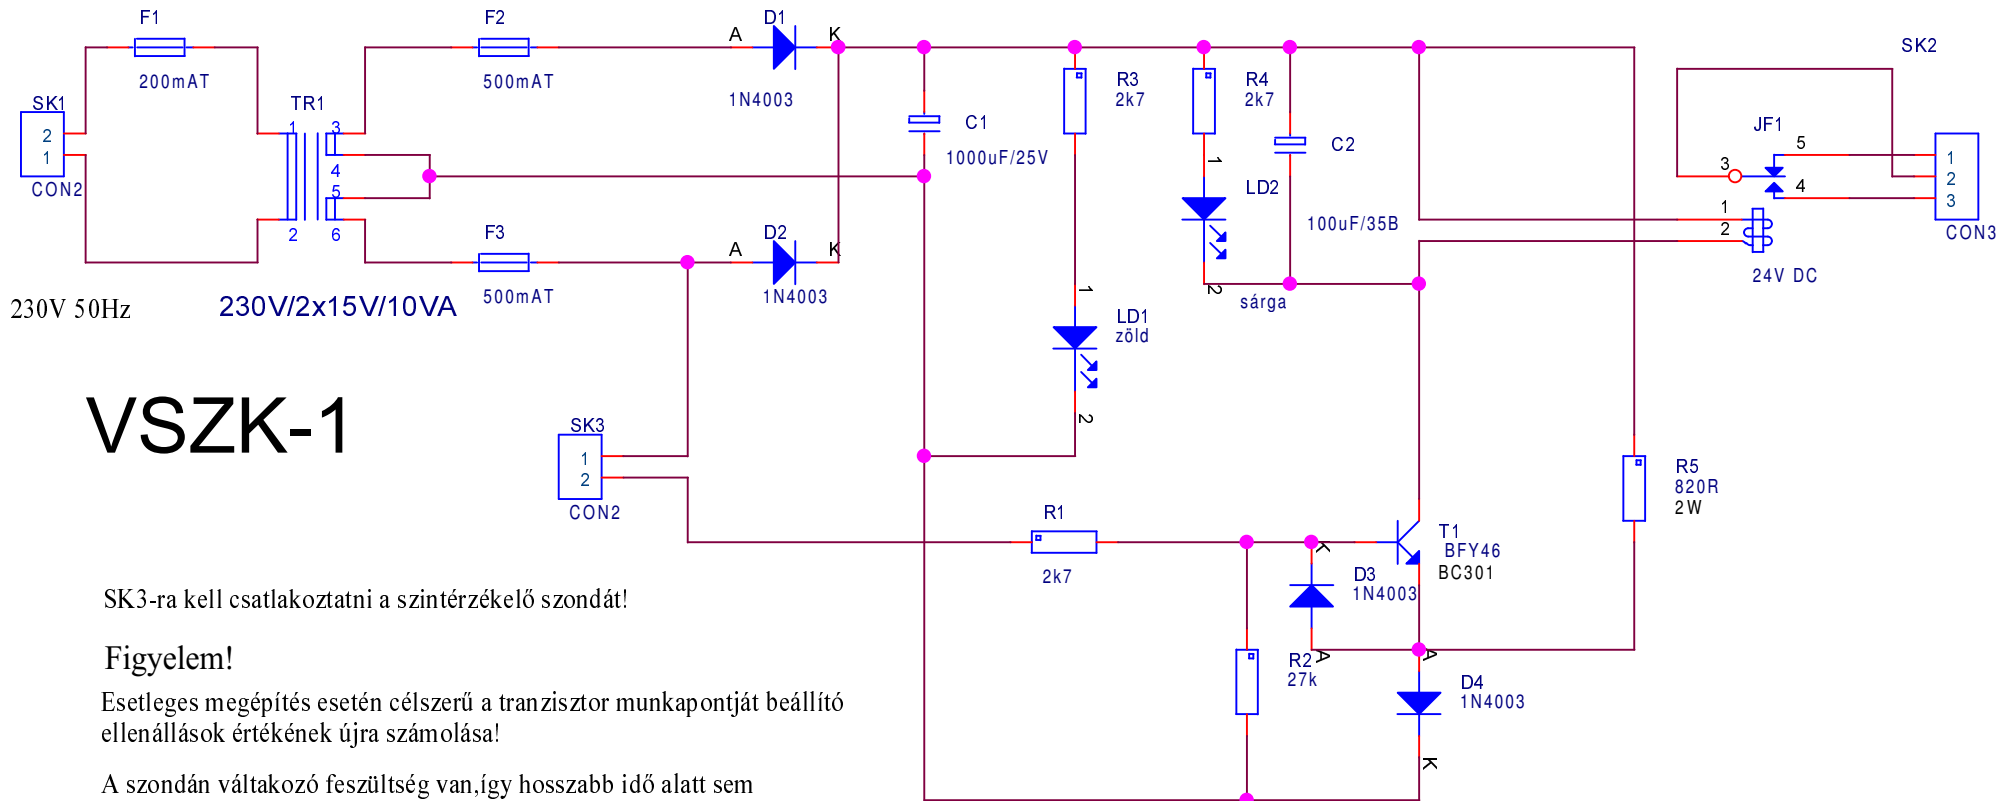 F1
200mAT
SK1
2
1
CON2
TR1
1
2
3
4
5
6
230V 50Hz
230V/2x15V/10VA
F2
500mAT
F3
500mAT
A
D1
K
1N4003
A
D2
K
1N4003
C1
1000uF/25V
R3
2k7
R4
2k7
1
LD2
2
sárga
C2
100uF/35B
1
LD1
zöld
2
SK2
JF1
3
5
4
1
2
24V DC
1
2
3
CON3
VSZK-1
SK3
1
2
CON2
R1
2k7
R2
27k
K
D3
1N4003
A
T1
BFY46
BC301
R5
820R
2W
A
D4
1N4003
K
SK3-ra kell csatlakoztatni a szintérzékelő szondát!
Figyelem!
Esetleges megépítés esetén célszerű a tranzisztor munkapontját beállító
ellenállások értékének újra számolása!
A szondán váltakozó feszültség van,így hosszabb idő alatt sem